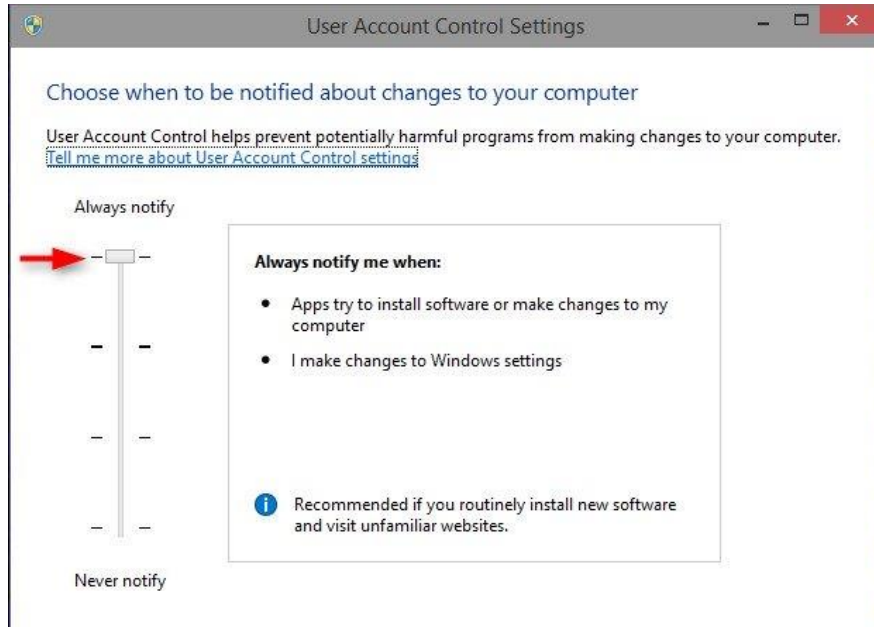 User Account Control Settings
Choose when to be notified about changes to your computer
User Account Control helps prevent potentially harmful programs from making changes to your computer.
Tell me more about User Account Control settings
Always notify
Always notify me when:
Apps try to install software or make changes to my
computer
I make changes to Windows settings
Recommended if you routinely install new software
and visit unfamiliar websites.
Never notify